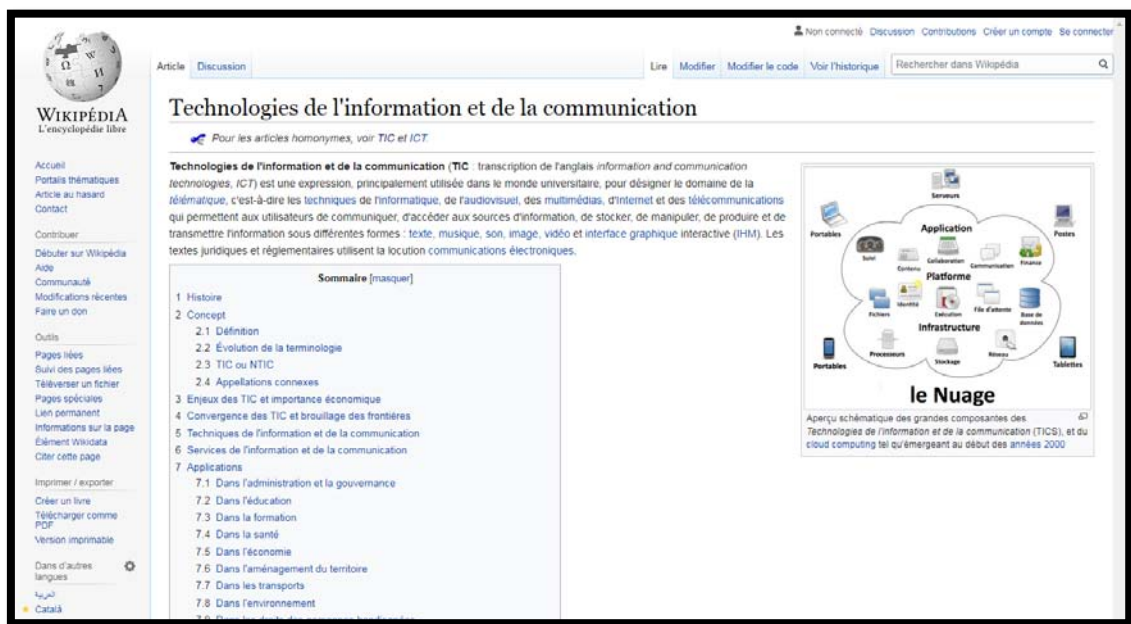 Non connecté Discussion Contributions Créer un compte Se connecter
Article Discussion
Lire Modifier Modifier le code Voir l'historique Rechercher dans Wikipédia
WIKIPÉDIA
L'encyclopédie libre
Accueil
Portails thématiques
Article au hasard
Contact
Contribuer
Débuter sur Wikipédia
Aide
Communauté
Modifications récentes
Faire un don
Outils
Pages liées
Suivi des pages liées
Téléverser un fichier
Pages spéciales
Lien permanent
Informations sur la page
Élément Wikidata
Citer cette page
Imprimer / exporter
Créer un livre
Télécharger comme
PDF
Version imprimable
Dans d'autres
langues
العربية
Català
Technologies de l'information et de la communication
Pour les articles homonymes, voir TIC et ICT.
Technologies de l'information et de la communication (TIC : transcription de l'anglais information and communication
technologies, ICT) est une expression, principalement utilisée dans le monde universitaire, pour désigner le domaine de la
télématique, c'est-à-dire les techniques de l'informatique, de l'audiovisuel, des multimédias, d'Internet et des télécommunications
qui permettent aux utilisateurs de communiquer, d'accéder aux sources d'information, de stocker, de manipuler, de produire et de
transmettre l'information sous différentes formes : texte, musique, son, image, vidéo et interface graphique interactive (IHM). Les
textes juridiques et réglementaires utilisent la locution communications électroniques.
Sommaire [masquer]
1 Histoire
2 Concept
2.1 Définition
2.2 Évolution de la terminologie
2.3 TIC ou NTIC
2.4 Appellations connexes
3 Enjeux des TIC et importance économique
4 Convergence des TIC et brouillage des frontières
5 Techniques de l'information et de la communication
6 Services de l'information et de la communication
7 Applications
7.1 Dans l'administration et la gouvernance
7.2 Dans l'éducation
7.3 Dans la formation
7.4 Dans la santé
7.5 Dans l'économie
7.6 Dans l'aménagement du territoire
7.7 Dans les transports
7.8 Dans l'environnement
Serveurs
Portables
Application
Postes
Suivi
Contenu
Collaboration
Communication
Finance
Platforme
Fichiers
Identité
Exécution
File d'attente
Base de
données
Infrastructure
Processeurs
Stockage
Réseau
Portables
Tablettes
le Nuage
Aperçu schématique des grandes composantes des
Technologies de l'information et de la communication (TICS), et du
cloud computing tel qu'émergeant au début des années 2000